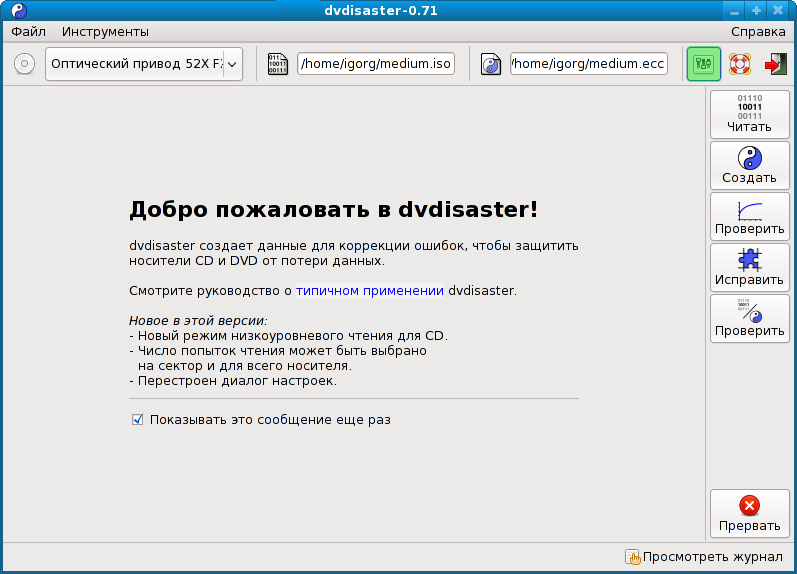 dvdisaster-0.71
Файл Инструменты Справка
Оптический привод 52X F /home/igorg/medium.iso /home/igorg/medium.ecc
01110
10011
00111
Читать
Создать
Проверить
Исправить
Проверить
Добро пожаловать в dvdisaster!
dvdisaster создает данные для коррекции ошибок, чтобы защитить
носители CD и DVD от потери данных.
Смотрите руководство о типичном применении dvdisaster.
Новое в этой версии:
- Новый режим низкоуровневого чтения для CD.
- Число попыток чтения может быть выбрано
на сектор и для всего носителя.
- Перестроен диалог настроек.
Показывать это сообщение еще раз
Прервать
Просмотреть журнал